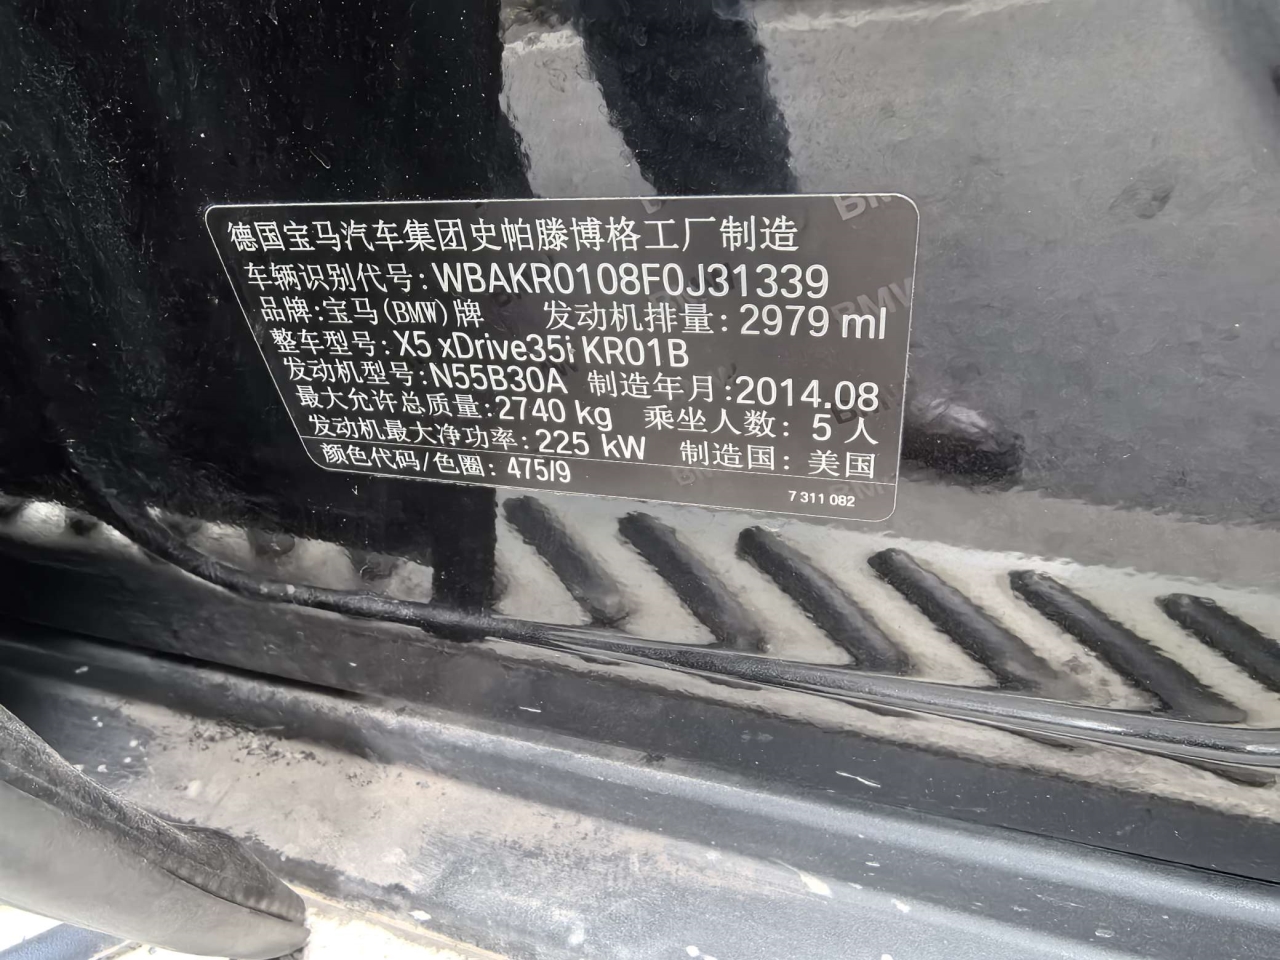 德国宝马汽车集团史帕滕博格工厂制造
车辆识别代号:WBAKR0108F0J31339
品牌:宝马(BMW)牌 发动机排量:2979 ml
整车型号:X5 xDrive35i KR01B
发动机型号:N55B30A 制造年月:2014.08
最大允许总质量:2740 kg 乘坐人数: 5人
发动机最大净功率:225 kW 制造国: 美国
颜色代码/色圈: 475/9
7 311 082